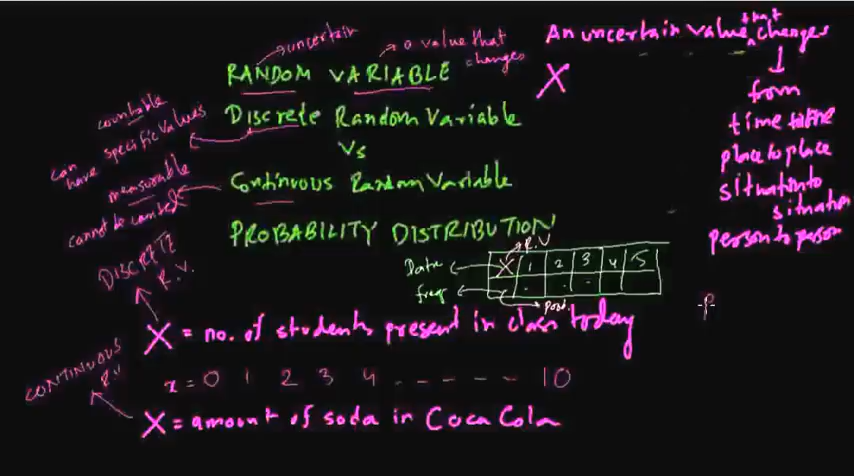 An uncertain value that changes
uncertain
a value that
changes
RANDOM VARIABLE
X
from
time to time
place to place
situation to
situation
person to person
countable
can
have specific values
Discrete Random Variable
Vs
measurable
cannot be counted
Continuous Random Variable
PROBABILITY DISTRIBUTION
R.V
Data
X 1 2 3 4 5
freq
DISCRETE
R.V.
X = no. of students present in class today
P
x = 0 1 2 3 4 - - - - - - 10
CONTINUOUS
R.V
X = amount of soda in Coca Cola